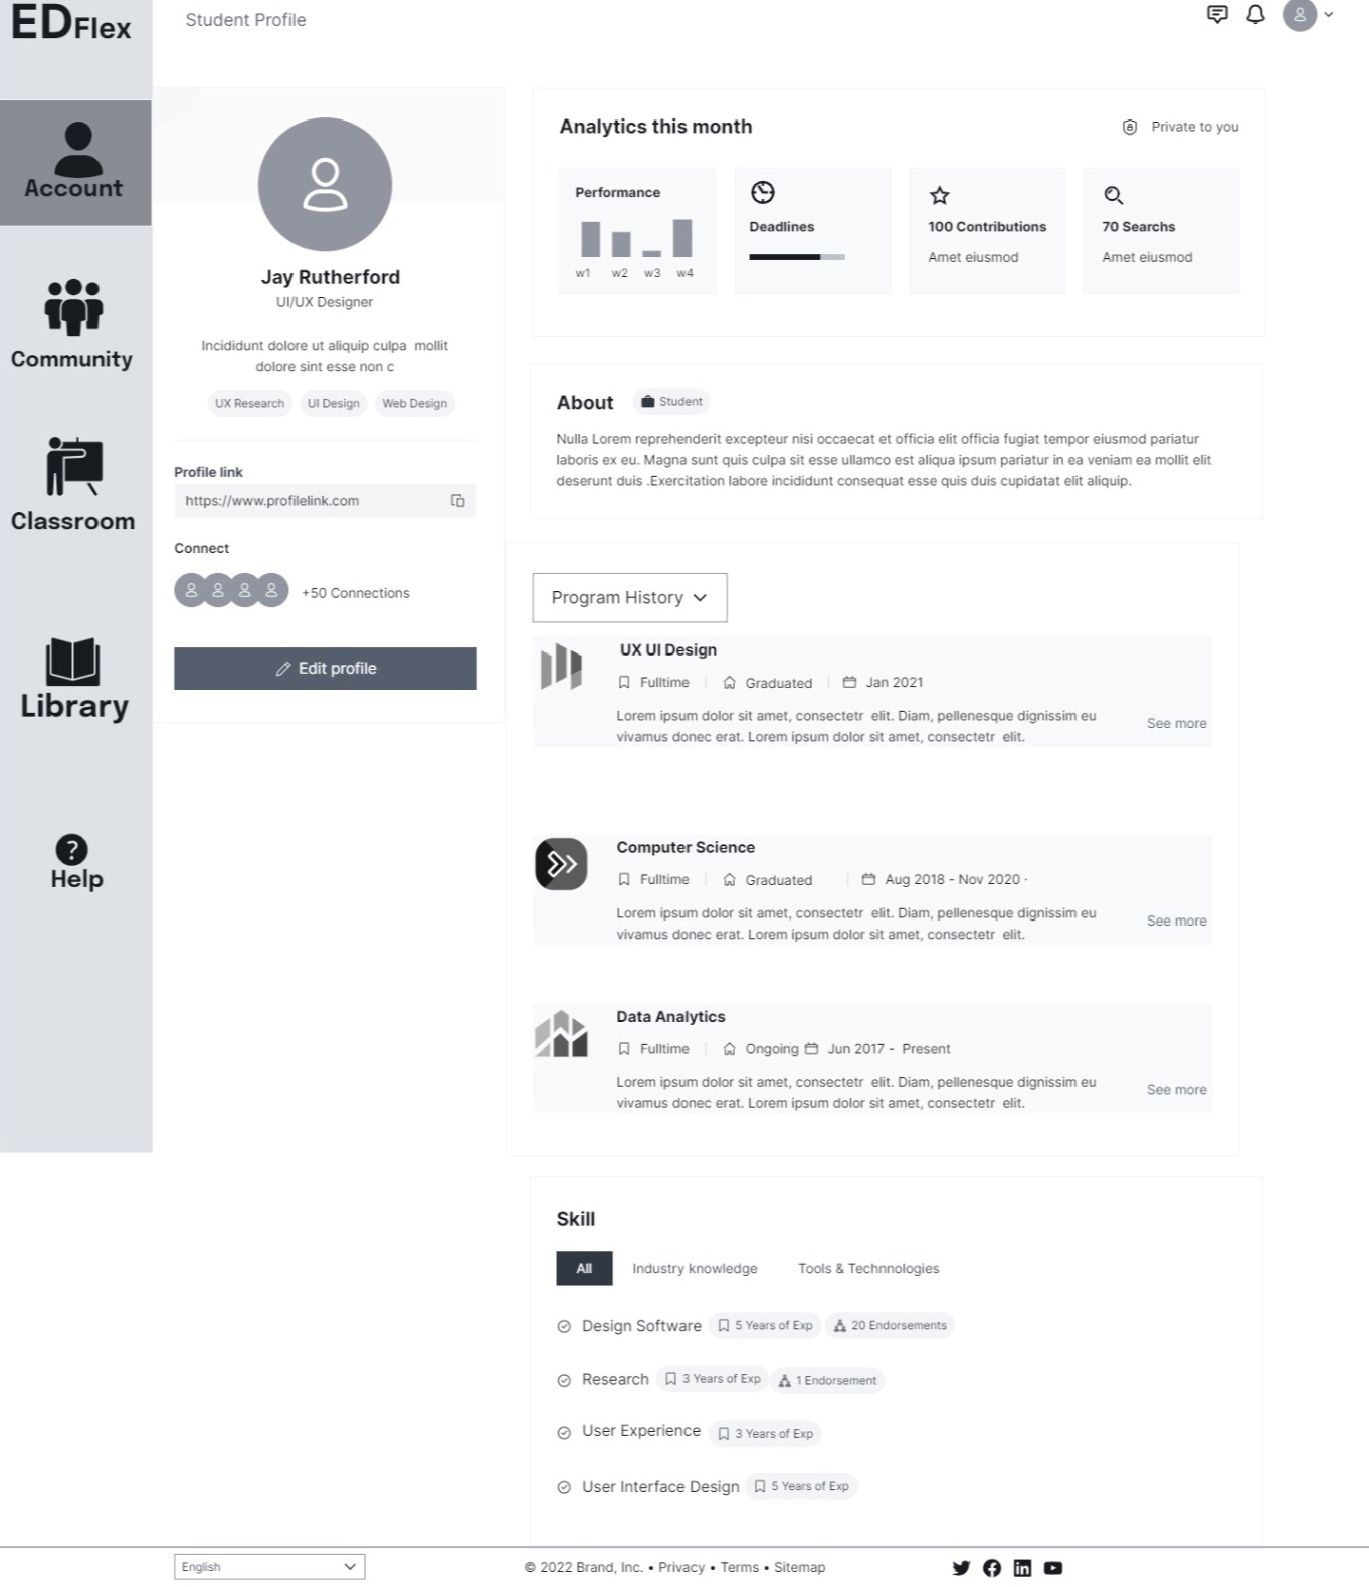 EDFlex
Student Profile
Account
Community
Classroom
Library
Help
Jay Rutherford
UI/UX Designer
Incididunt dolore ut aliquip culpa mollit
dolore sint esse non c
UX Research UI Design Web Design
Profile link
https://www.profilelink.com
Connect
+50 Connections
Edit profile
Analytics this month
Private to you
Performance
w1 w2 w3 w4
Deadlines
100 Contributions
Amet eiusmod
70 Searchs
Amet eiusmod
About
Student
Nulla Lorem reprehenderit excepteur nisi occaecat et officia elit officia fugiat tempor eiusmod pariatur
laboris ex eu. Magna sunt quis culpa sit esse ullamco est aliqua ipsum pariatur in ea veniam ea mollit elit
deserunt duis .Exercitation labore incididunt consequat esse quis duis cupidatat elit aliquip.
Program History
UX UI Design
Fulltime Graduated Jan 2021
Lorem ipsum dolor sit amet, consectetr elit. Diam, pellenesque dignissim eu
vivamus donec erat. Lorem ipsum dolor sit amet, consectetr elit.
See more
Computer Science
Fulltime Graduated Aug 2018 - Nov 2020 ·
Lorem ipsum dolor sit amet, consectetr elit. Diam, pellenesque dignissim eu
vivamus donec erat. Lorem ipsum dolor sit amet, consectetr elit.
See more
Data Analytics
Fulltime Ongoing Jun 2017 - Present
Lorem ipsum dolor sit amet, consectetr elit. Diam, pellenesque dignissim eu
vivamus donec erat. Lorem ipsum dolor sit amet, consectetr elit.
See more
Skill
All Industry knowledge Tools & Technnologies
Design Software 5 Years of Exp 20 Endorsements
Research 3 Years of Exp 1 Endorsement
User Experience 3 Years of Exp
User Interface Design 5 Years of Exp
English
© 2022 Brand, Inc. • Privacy • Terms • Sitemap